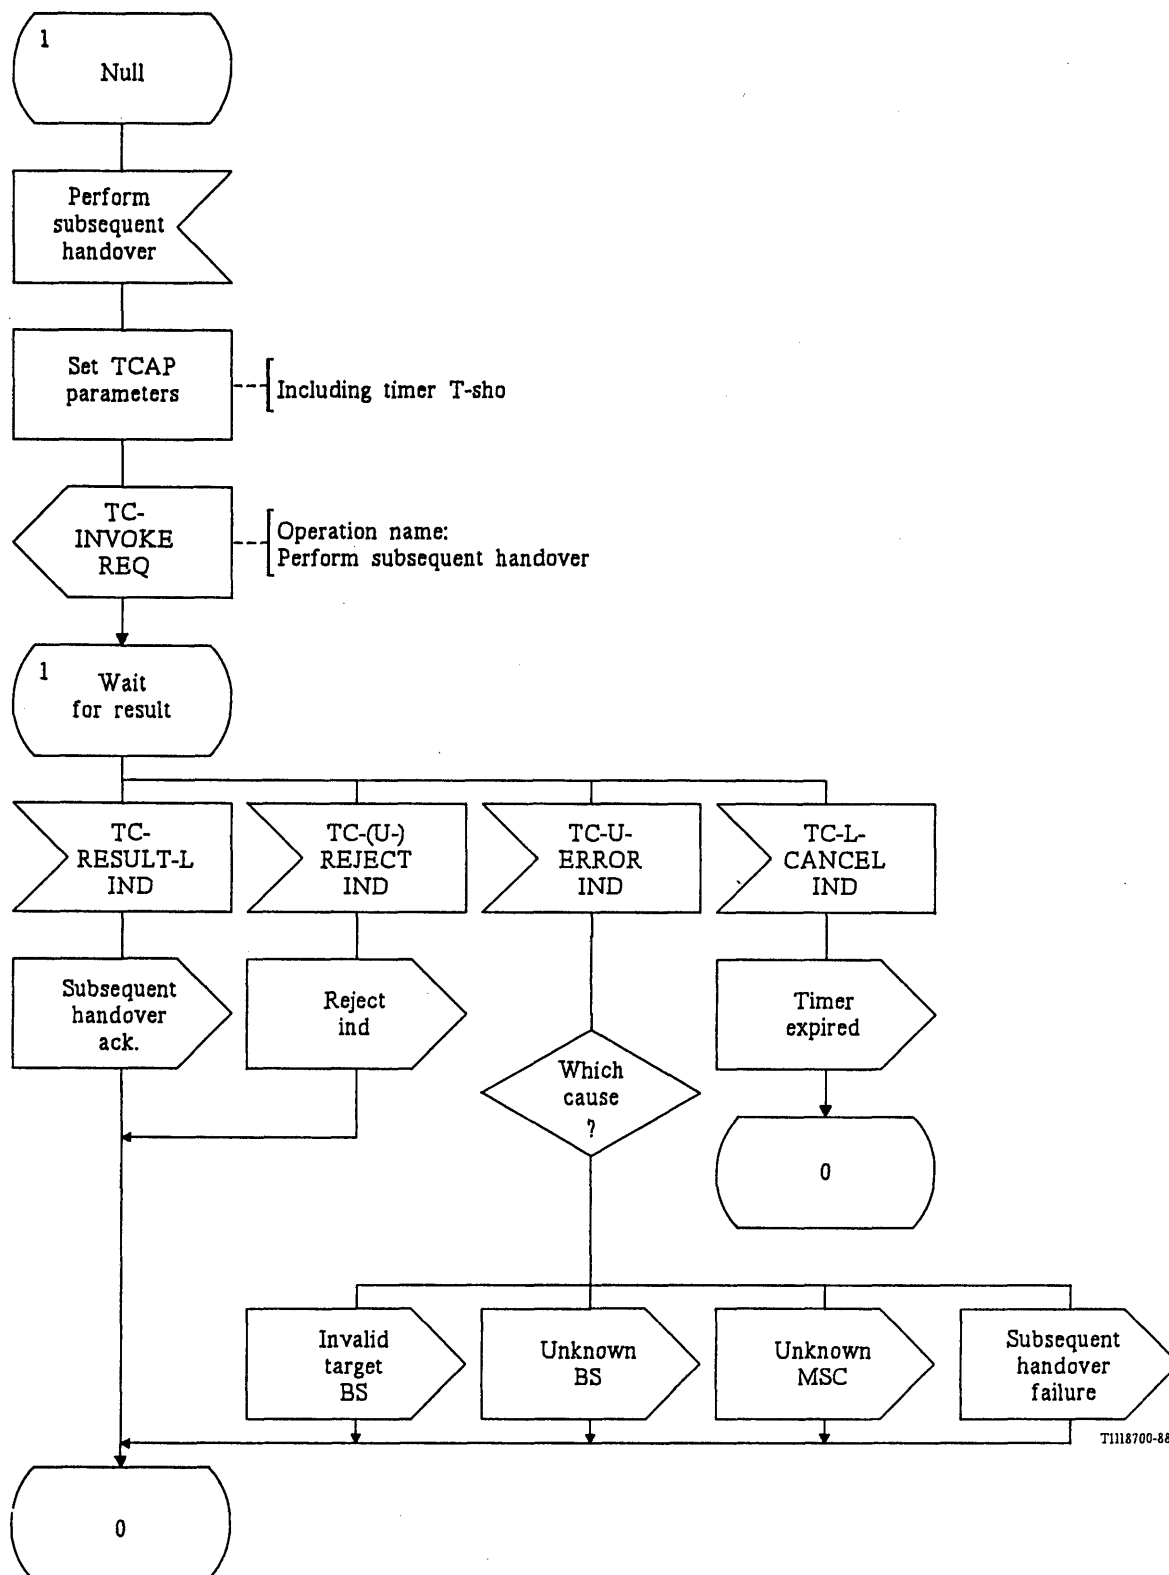 1
Null
Perform
subsequent
handover
Set TCAP
parameters
Including timer T-sho
TC-
INVOKE
REQ
Operation name:
Perform subsequent handover
1
Wait
for result
TC-
RESULT-L
IND
TC-(U-)
REJECT
IND
TC-U-
ERROR
IND
TC-L-
CANCEL
IND
Subsequent
handover
ack.
Reject
ind
Which
cause
?
Timer
expired
0
Invalid
target
BS
Unknown
BS
Unknown
MSC
Subsequent
handover
failure
T1118700-88
0